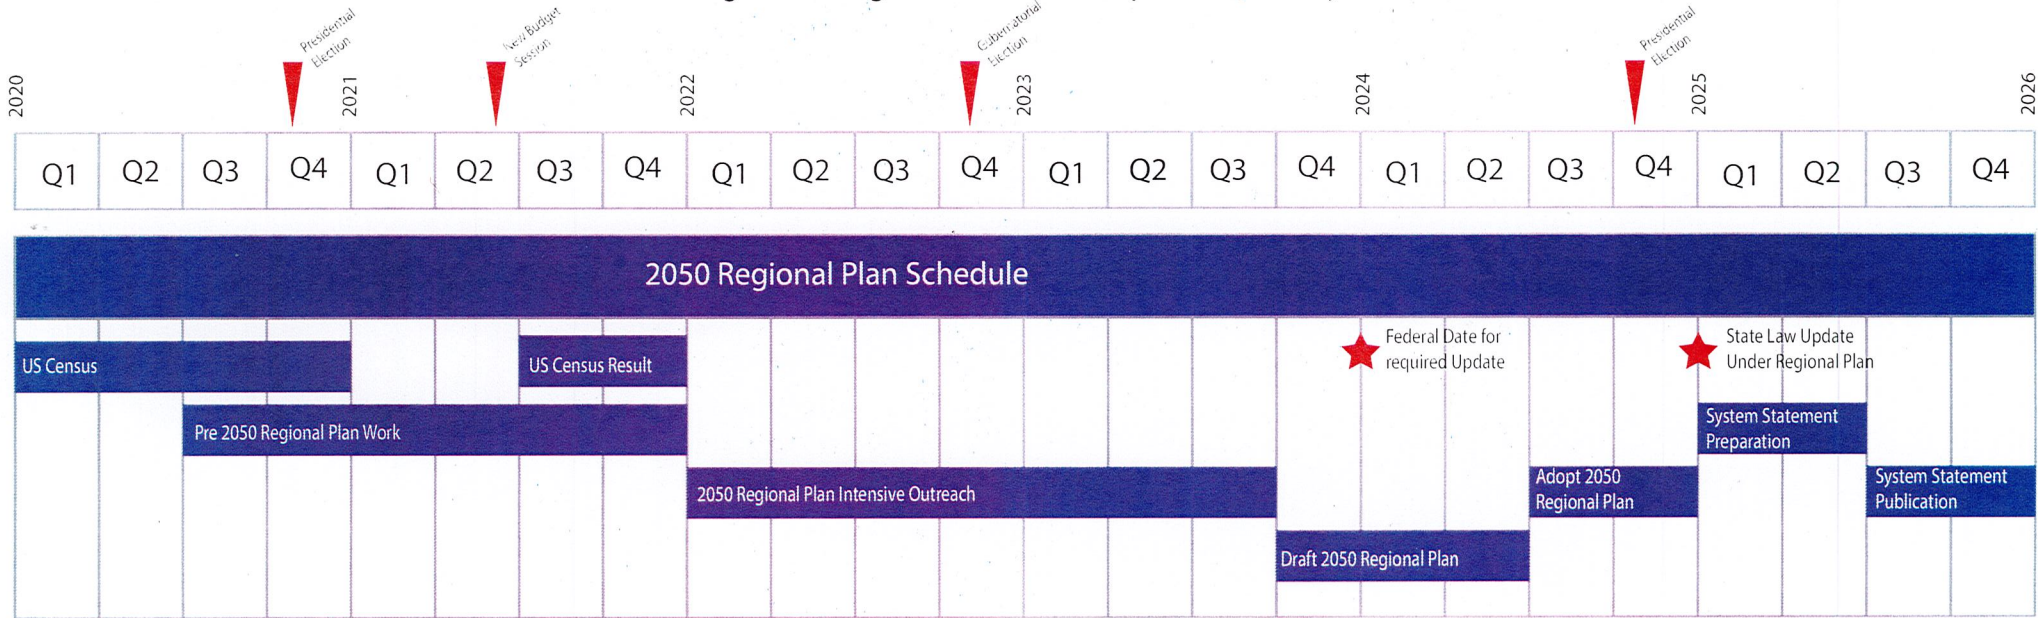 Presidential
Election
New Budget
Session
Gubernatorial
Election
Presidential
Election
2020
2021
2022
2023
2024
2025
2026
Q1 Q2 Q3 Q4 Q1 Q2 Q3 Q4 Q1 Q2 Q3 Q4 Q1 Q2 Q3 Q4 Q1 Q2 Q3 Q4 Q1 Q2 Q3 Q4
2050 Regional Plan Schedule
US Census
US Census Result
Federal Date for
required Update
State Law Update
Under Regional Plan
Pre 2050 Regional Plan Work
System Statement
Preparation
2050 Regional Plan Intensive Outreach
Adopt 2050
Regional Plan
System Statement
Publication
Draft 2050 Regional Plan